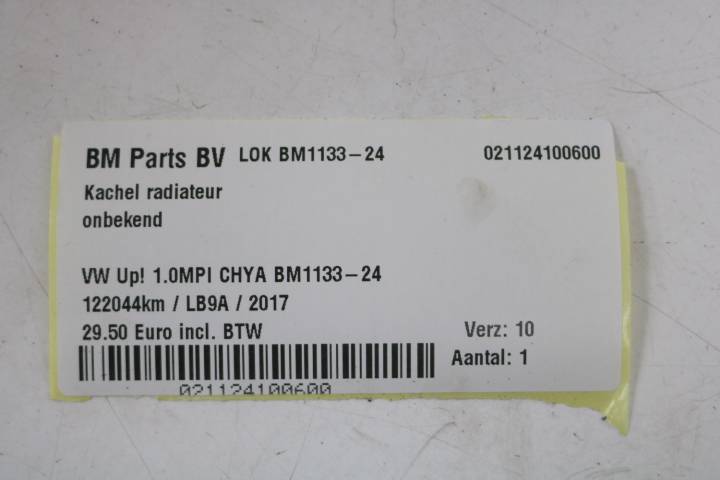 BM Parts BV LOK BM1133-24 021124100600
Kachel radiateur
onbekend
VW Up! 1.0MPI CHYA BM1133-24
122044km / LB9A / 2017
29.50 Euro incl. BTW Verz: 10
Aantal: 1
021124100600